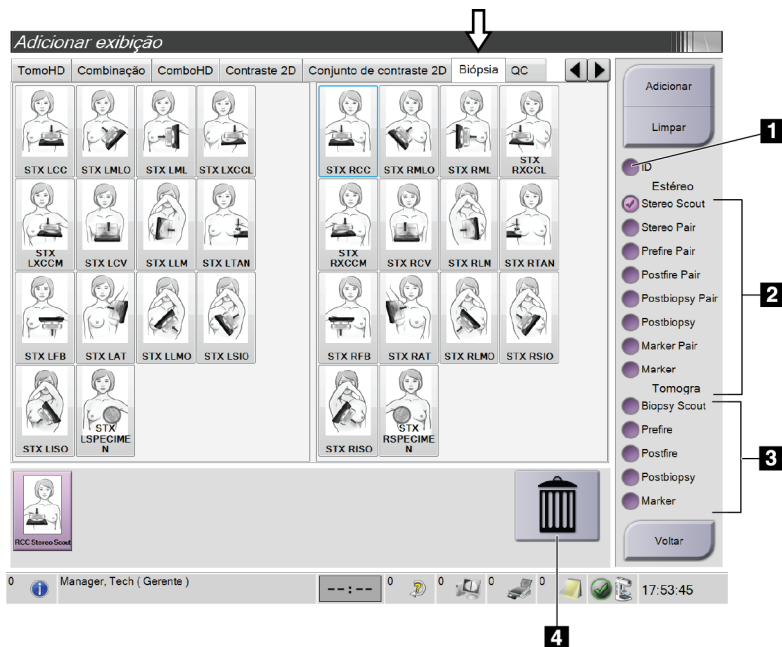 Adicionar exibição
TomoHD Combinação ComboHD Contraste 2D Conjunto de contraste 2D Biópsia QC
STX LCC STX LMLO STX LML STX LXCCL
STX RCC STX RMLO STX RML STX RXCCL
STX LXCCM STX LCV STX LLM STX LTAN
STX RXCCM STX RCV STX RLM STX RTAN
STX LFB STX LAT STX LLMO STX LSIO
STX RFB STX RAT STX RLMO STX RSIO
STX LISO STX LSPECIMEN
STX RISO STX RSPECIMEN
RCC Stereo Scout
Adicionar
Limpar
1
ID
Estéreo
Stereo Scout
Stereo Pair
Prefire Pair
Postfire Pair
Postbiopsy Pair
2
Postbiopsy
Marker Pair
Marker
Tomogra
Biopsy Scout
Prefire
Postfire
3
Postbiopsy
Marker
Voltar
0 Manager, Tech ( Gerente ) --:-- 0 0 0 0 17:53:45
4